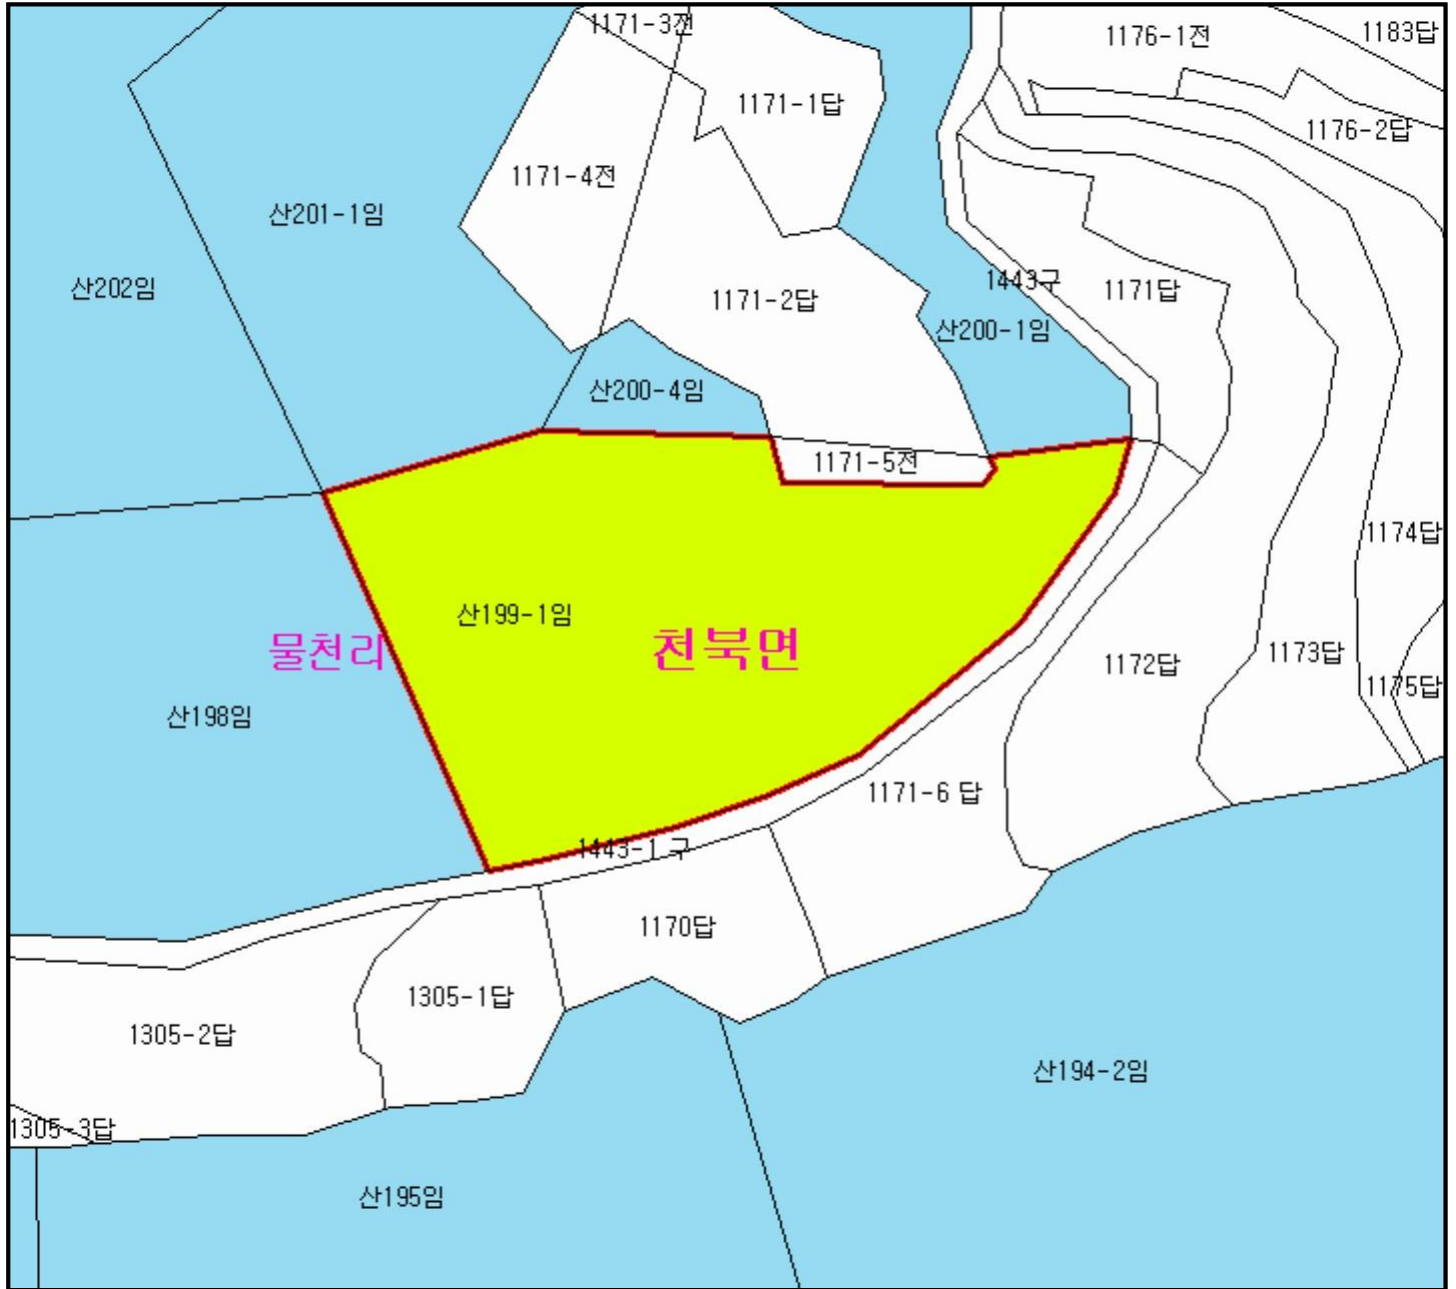 1171-3전
1176-1전
1183답
1171-1답
1176-2답
1171-4전
산201-1임
1443구
1171답
산202임
1171-2답
산200-1임
산200-4임
1171-5전
1174답
산199-1임
물천리
천북면
1172답
1173답
1175답
산198임
1171-6 답
1443-1 구
1170답
1305-1답
1305-2답
산194-2임
1305-3답
산195임